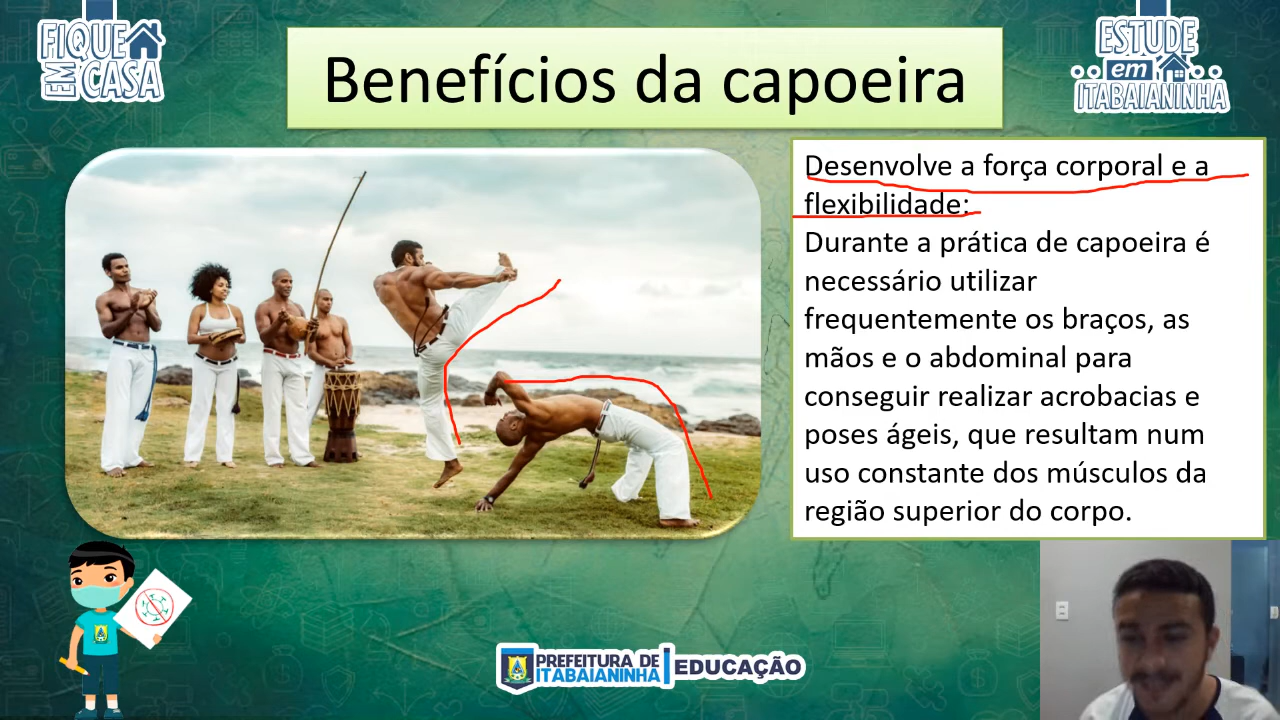 FIQUE
EM
CASA
Benefícios da capoeira
ESTUDE
em
ITABAIANINHA
Desenvolve a força corporal e a
flexibilidade:
Durante a prática de capoeira é
necessário utilizar
frequentemente os braços, as
mãos e o abdominal para
conseguir realizar acrobacias e
poses ágeis, que resultam num
uso constante dos músculos da
região superior do corpo.
PREFEITURA DE
ITABAIANINHA
EDUCAÇÃO